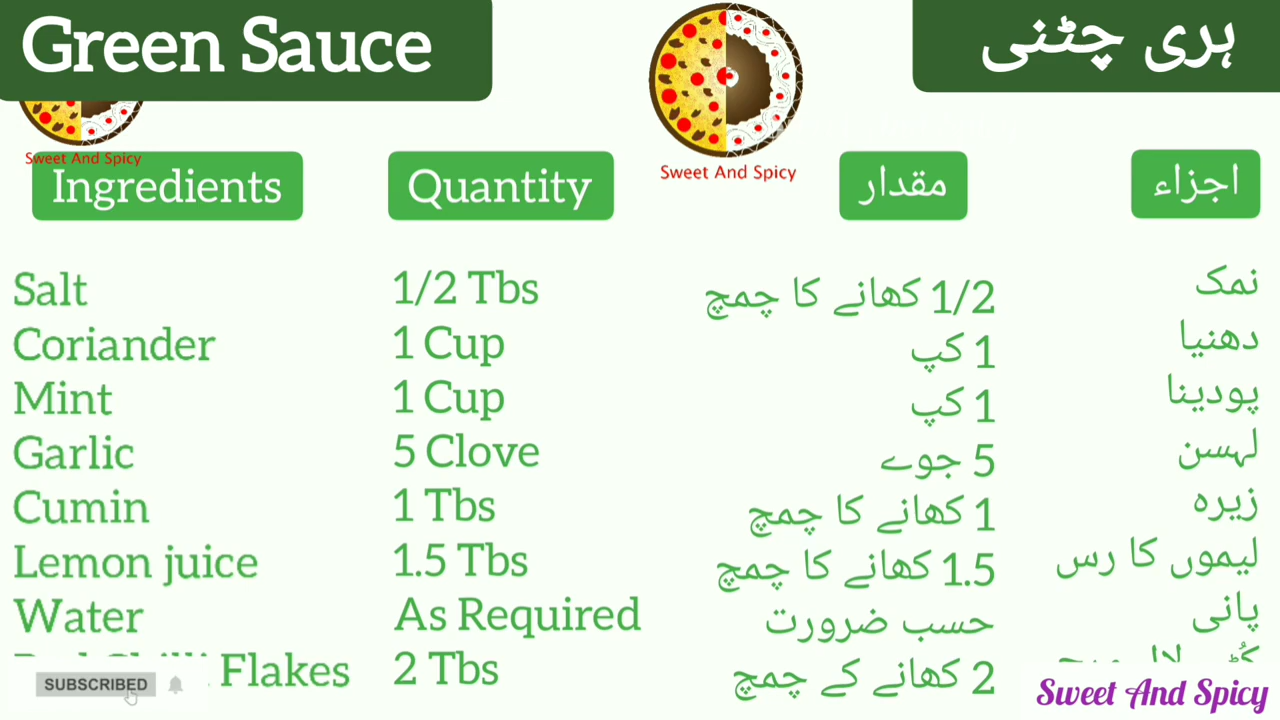 Green Sauce
ہری چٹنی
Sweet And Spicy
Sweet And Spicy
Ingredients Quantity مقدار اجزاء
Salt 1/2 Tbs 1/2 کھانے کا چمچ نمک
Coriander 1 Cup 1 کپ دھنیا
Mint 1 Cup 1 کپ پودینا
Garlic 5 Clove 5 جوے لہسن
Cumin 1 Tbs 1 کھانے کا چمچ زیرہ
Lemon juice 1.5 Tbs 1.5 کھانے کا چمچ لیموں کا رس
Water As Required حسب ضرورت پانی
Flakes 2 Tbs 2 کھانے کے چمچ
SUBSCRIBED
Sweet And Spicy